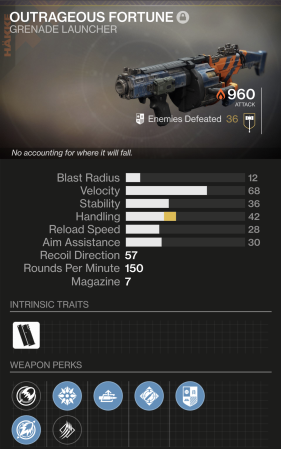 OUTRAGEOUS FORTUNE
GRENADE LAUNCHER
HAKKE
960
ATTACK
Enemies Defeated 36
No accounting for where it will fall.
Blast Radius 12
Velocity 68
Stability 36
Handling 42
Reload Speed 28
Aim Assistance 30
Recoil Direction 57
Rounds Per Minute 150
Magazine 7
INTRINSIC TRAITS
WEAPON PERKS